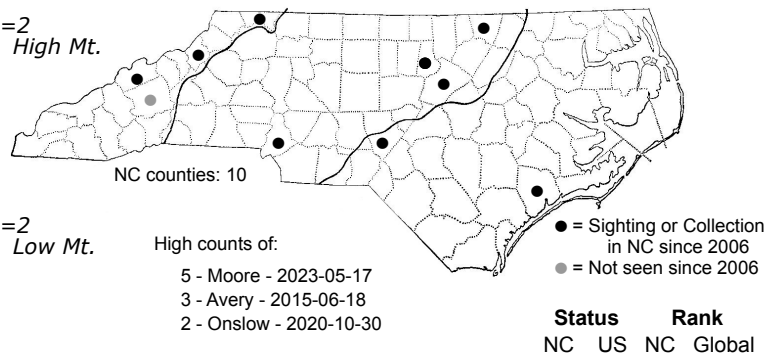 =2
High Mt.
NC counties: 10
=2
Low Mt.
High counts of:
5 - Moore - 2023-05-17
3 - Avery - 2015-06-18
2 - Onslow - 2020-10-30
= Sighting or Collection
in NC since 2006
= Not seen since 2006
Status Rank
NC US NC Global